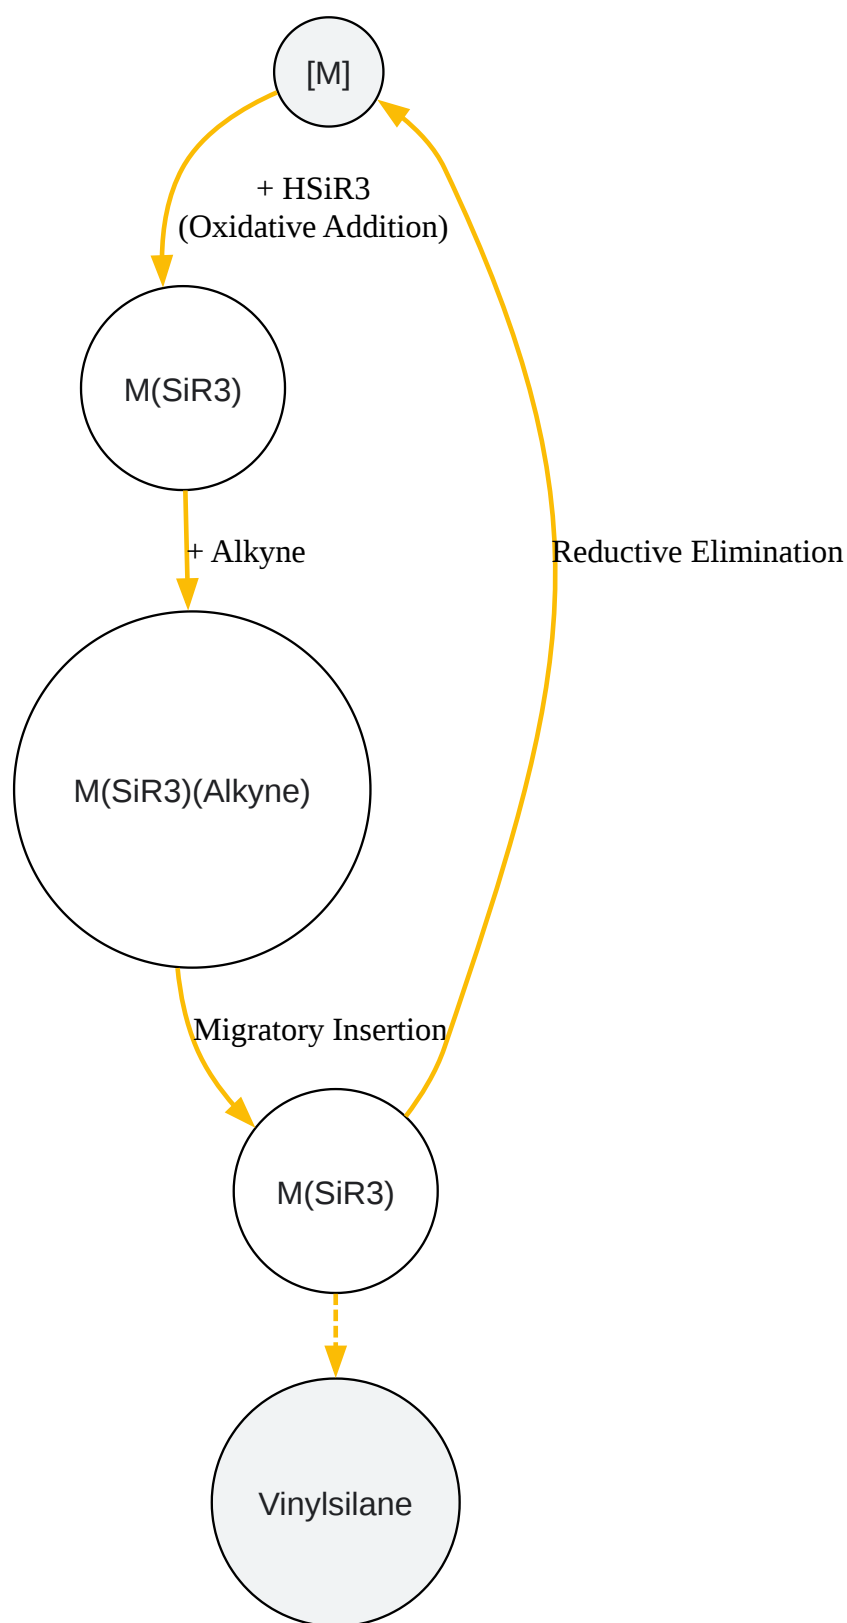 [M]
+ HSiR3
(Oxidative Addition)
M(SiR3)
+ Alkyne
Reductive Elimination
M(SiR3)(Alkyne)
Migratory Insertion
M(SiR3)
Vinylsilane